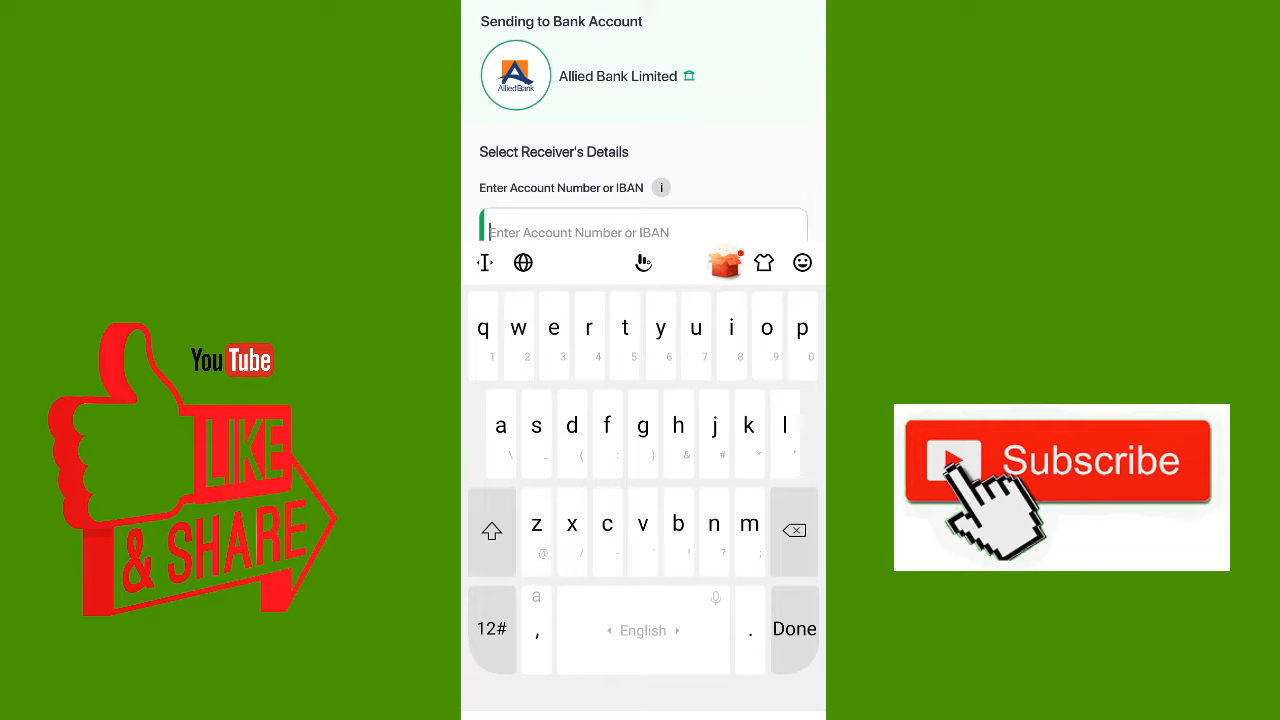 Sending to Bank Account
AlliedBank
Allied Bank Limited
Select Receiver's Details
Enter Account Number or IBAN i
Enter Account Number or IBAN
q w e r t y u i o p
1 2 3 4 5 6 7 8 9 0
a s d f g h j k l
\ _ ( : ) & # * '
z x c v b n m
@ / - ' ! ? ;
a
12# , English . Done
YouTube
LIKE
& SHARE
Subscribe